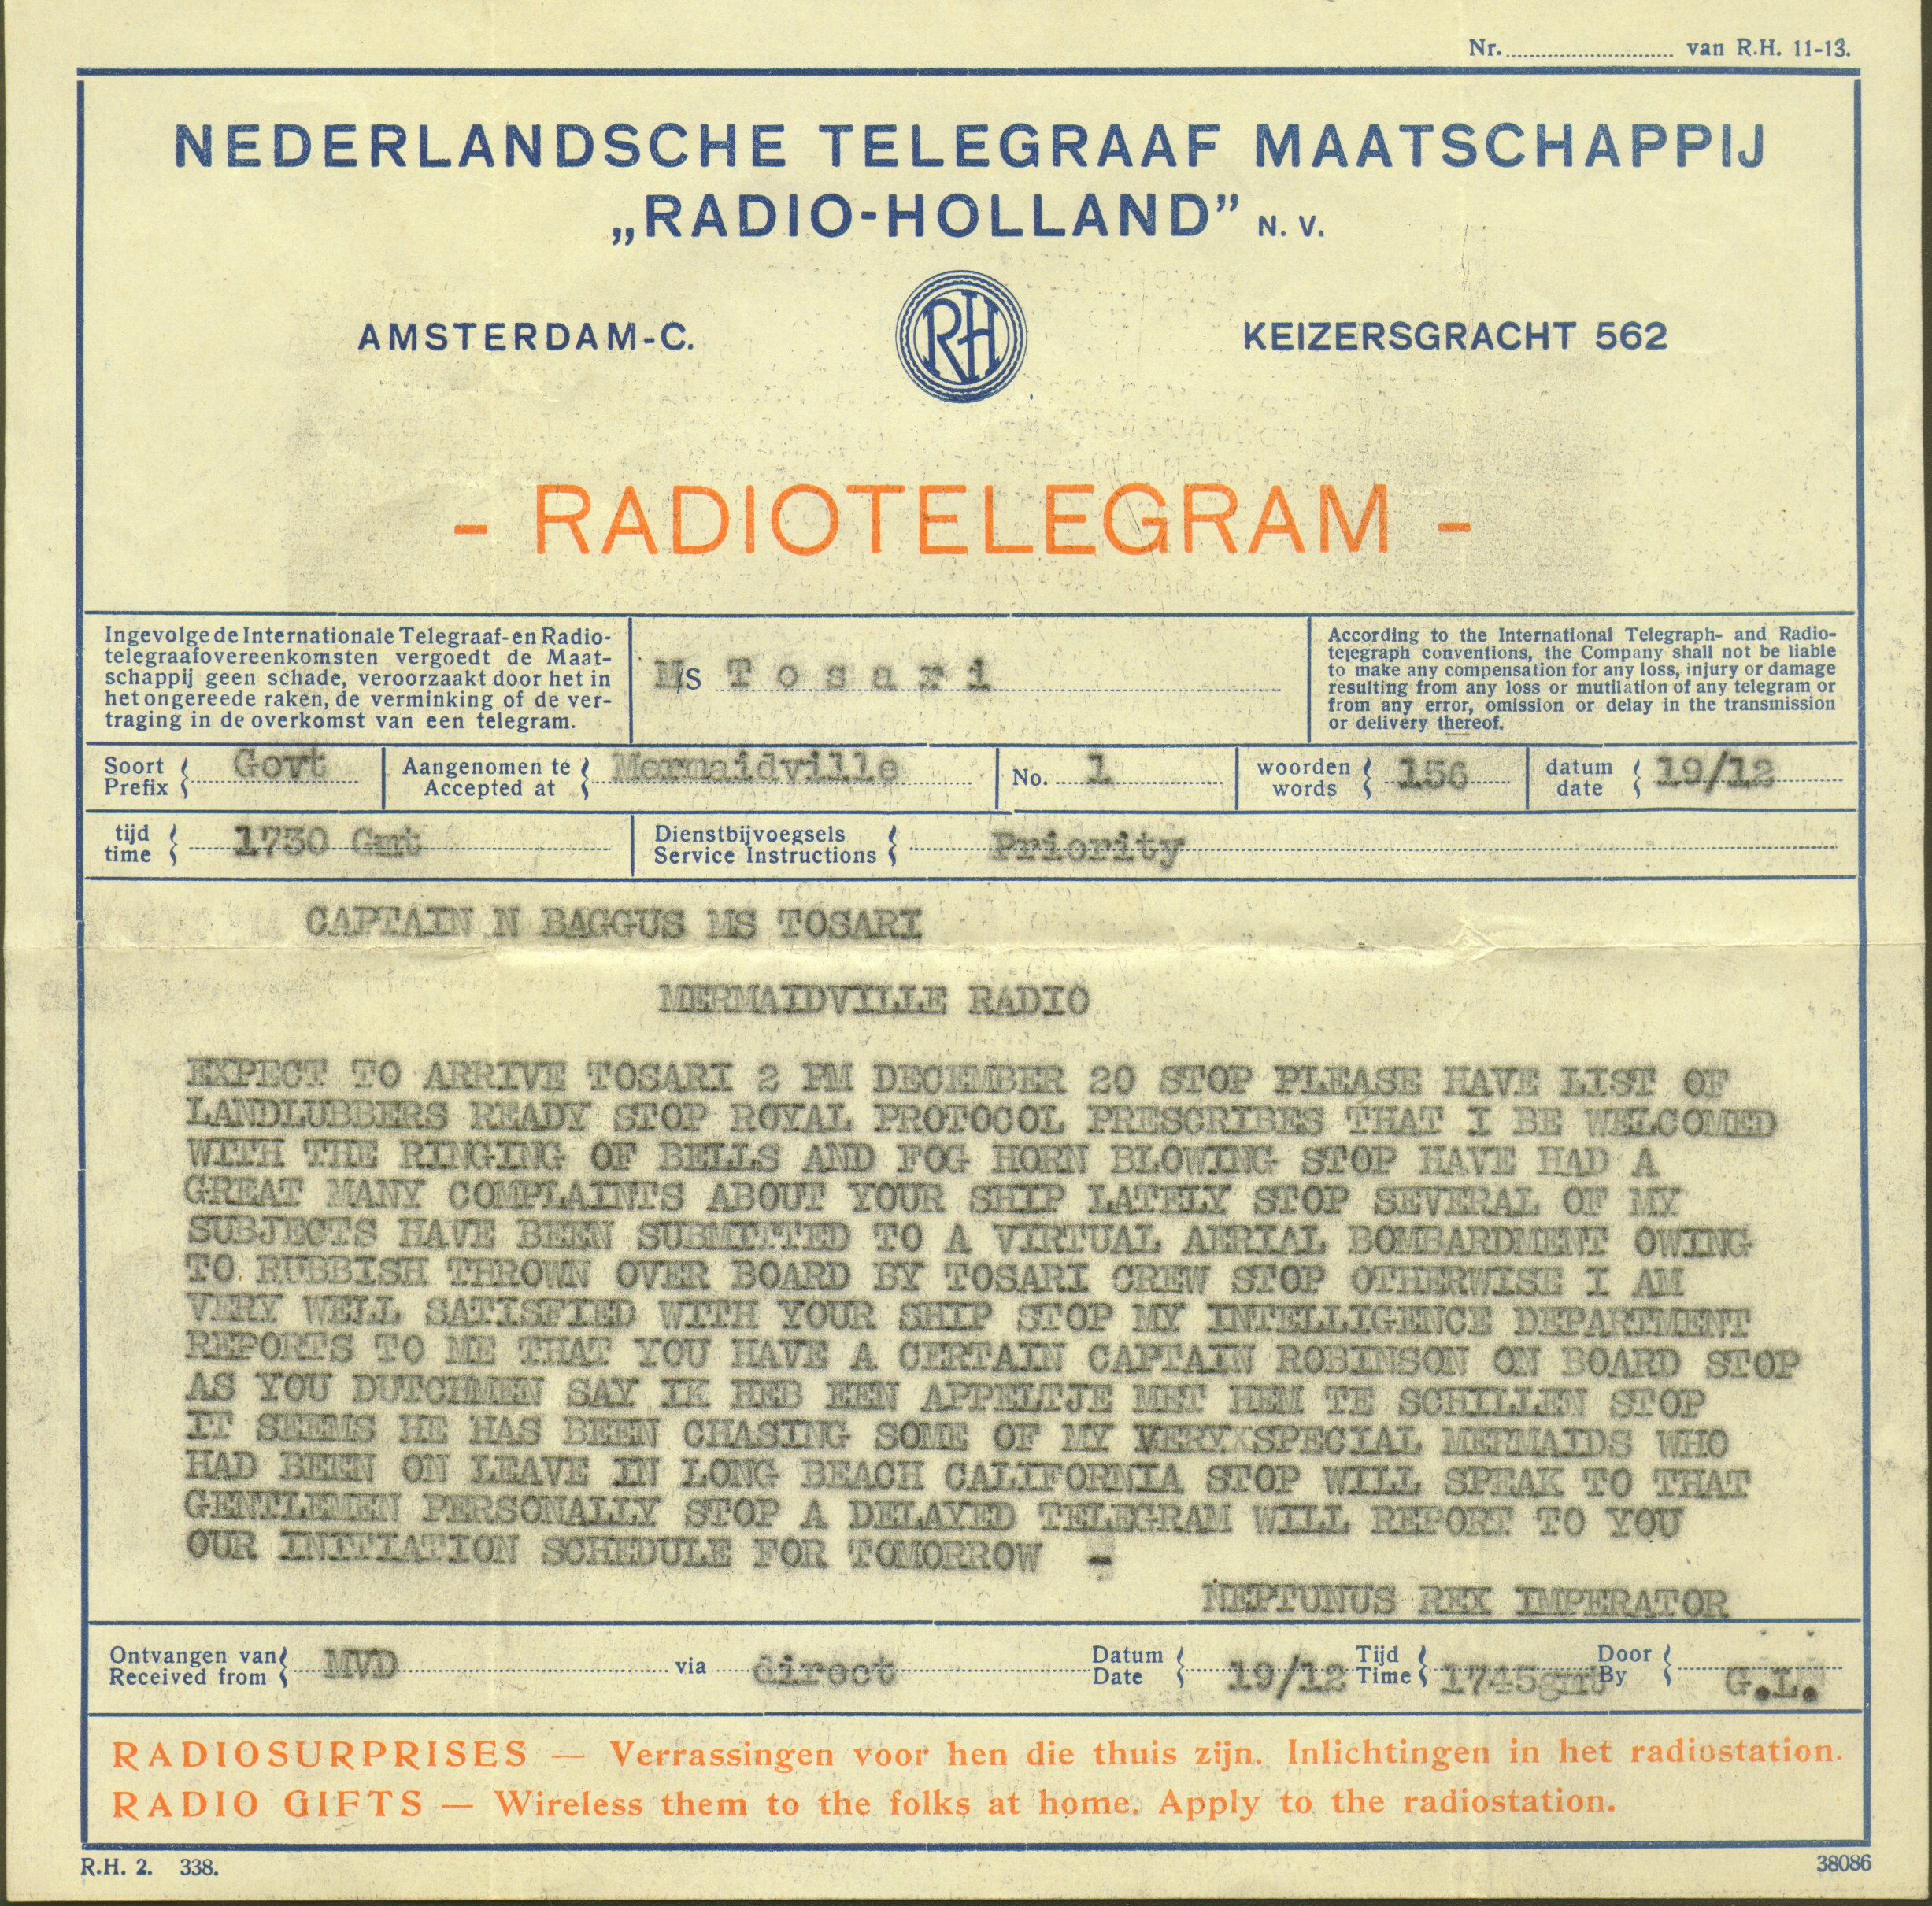 Nr. van R.H. 11-13.
NEDERLANDSCHE TELEGRAAF MAATSCHAPPIJ
„RADIO-HOLLAND” N. V.
AMSTERDAM-C. RH KEIZERSGRACHT 562
- RADIOTELEGRAM -
Ingevolge de Internationale Telegraaf- en Radio-
telegraafovereenkomsten vergoedt de Maat-
schappij geen schade, veroorzaakt door het in
het ongereede raken, de verminking of de ver-
traging in de overkomst van een telegram.
M/S Tosari
According to the International Telegraph- and Radio-
telegraph conventions, the Company shall not be liable
to make any compensation for any loss, injury or damage
resulting from any loss or mutilation of any telegram or
from any error, omission or delay in the transmission
or delivery thereof.
Soort Govt Aangenomen te Mermaidville No. 1 woorden 156 datum 19/12
Prefix Accepted at words date
tijd 1730 Gmt Dienstbijvoegsels Priority
time Service Instructions
CAPTAIN N BAGGUS MS TOSARI
MERMAIDVILLE RADIO
EXPECT TO ARRIVE TOSARI 2 PM DECEMBER 20 STOP PLEASE HAVE LIST OF
LANDLUBBERS READY STOP ROYAL PROTOCOL PRESCRIBES THAT I BE WELCOMED
WITH THE RINGING OF BELLS AND FOG HORN BLOWING STOP HAVE HAD A
GREAT MANY COMPLAINTS ABOUT YOUR SHIP LATELY STOP SEVERAL OF MY
SUBJECTS HAVE BEEN SUBMITTED TO A VIRTUAL AERIAL BOMBARDMENT OWING
TO RUBBISH THROWN OVER BOARD BY TOSARI CREW STOP OTHERWISE I AM
VERY WELL SATISFIED WITH YOUR SHIP STOP MY INTELLIGENCE DEPARTMENT
REPORTS TO ME THAT YOU HAVE A CERTAIN CAPTAIN ROBINSON ON BOARD STOP
AS YOU DUTCHMEN SAY IK HEB EEN APPELTJE MET HEM TE SCHILLEN STOP
IT SEEMS HE HAS BEEN CHASING SOME OF MY VERYXSPECIAL MERMAIDS WHO
HAD BEEN ON LEAVE IN LONG BEACH CALIFORNIA STOP WILL SPEAK TO THAT
GENTLEMEN PERSONALLY STOP A DELAYED TELEGRAM WILL REPORT TO YOU
OUR INITIATION SCHEDULE FOR TOMORROW -
NEPTUNUS REX IMPERATOR
Ontvangen van MVD via direct Datum 19/12 Tijd 1745gmt Door G.L.
Received from Date Time By
RADIOSURPRISES — Verrassingen voor hen die thuis zijn. Inlichtingen in het radiostation.
RADIO GIFTS — Wireless them to the folks at home. Apply to the radiostation.
R.H. 2. 338. 38086